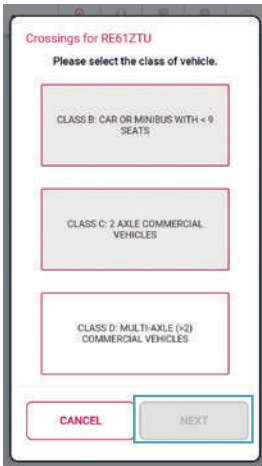 Crossings for RE61ZTU
Please select the class of vehicle.
CLASS B: CAR OR MINIBUS WITH < 9
SEATS
CLASS C: 2 AXLE COMMERCIAL
VEHICLES
CLASS D: MULTI-AXLE (>2)
COMMERCIAL VEHICLES
CANCEL NEXT